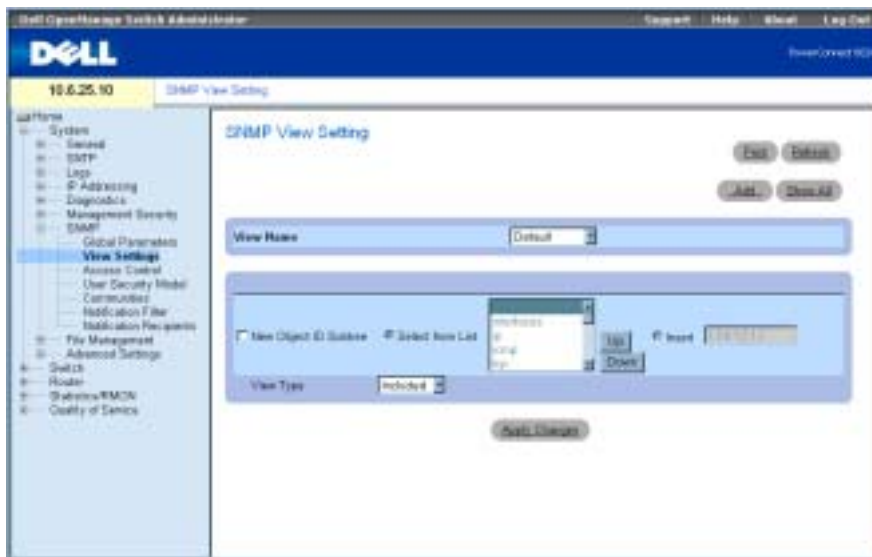 Dell OpenManage Switch Administrator
Support Help About Log Out
DELL
10.6.25.10
SNMP View Setting
Home
System
General
SNTP
Logs
IP Addressing
Diagnostics
Management Security
SNMP
Global Parameters
View Settings
Access Control
User Security Model
Communities
Notification Filter
Notification Recipients
File Management
Advanced Settings
Switch
Router
Statistics/RMON
Quality of Service
SNMP View Setting
Print Refresh
Add Show All
View Name Default
interfaces
ip
icmp
tcp
New Object ID Subtree Select from List Up Down Insert
View Type Included
Apply Changes